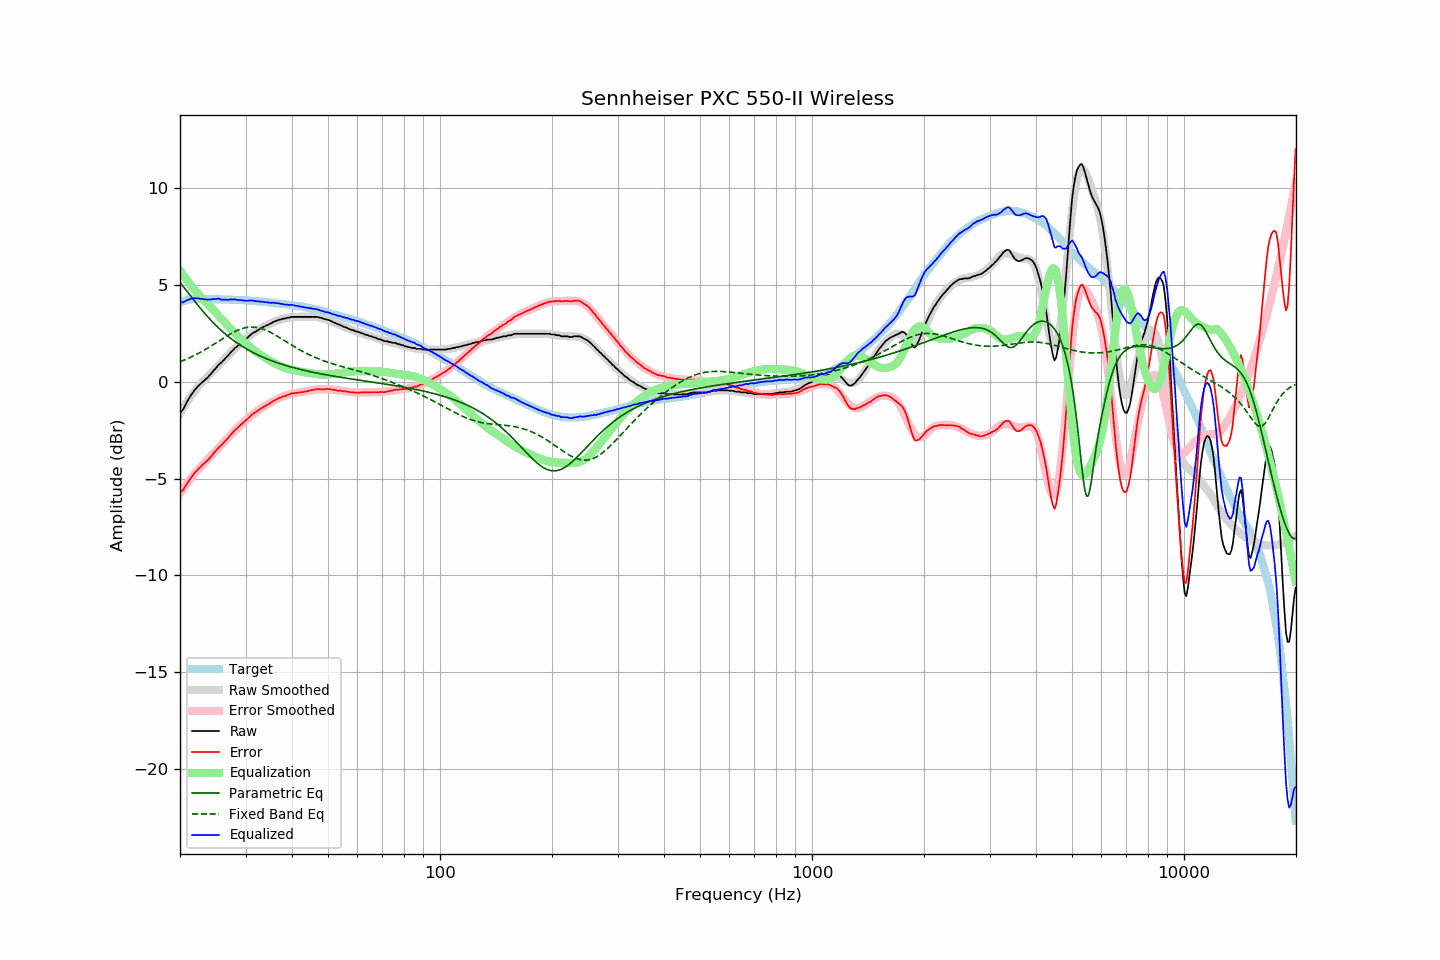 Sennheiser PXC 550-II Wireless
Amplitude (dBr)
10
5
0
−5
−10
−15
−20
Target
Raw Smoothed
Error Smoothed
Raw
Error
Equalization
Parametric Eq
Fixed Band Eq
Equalized
100
1000
10000
Frequency (Hz)